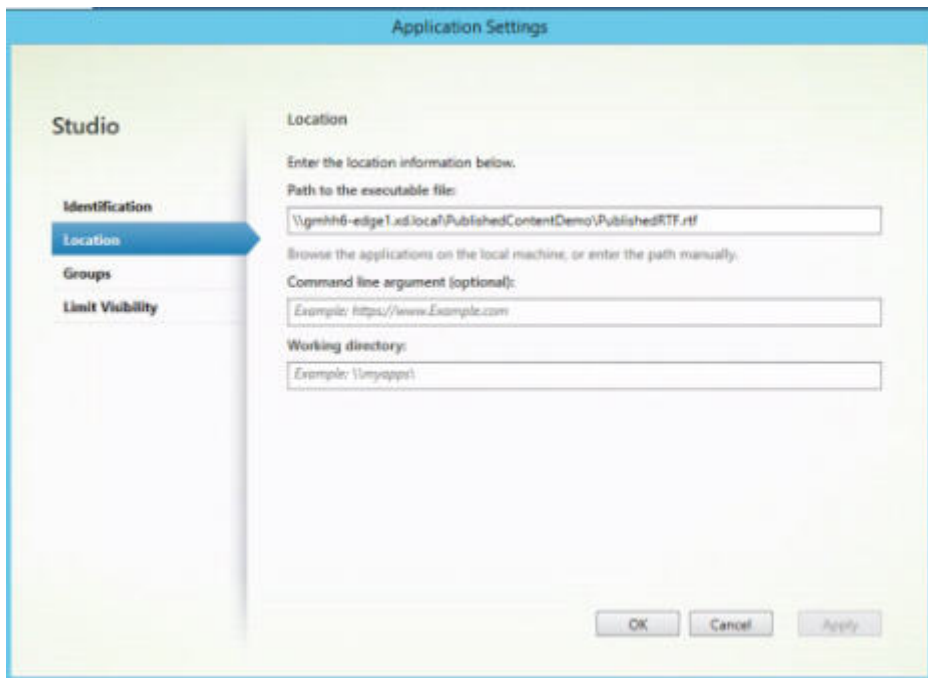 Application Settings
Studio
Identification
Location
Groups
Limit Visibility
Location
Enter the location information below.
Path to the executable file:
\\gmhh6-edge1.xd.local\PublishedContentDemo\PublishedRTF.rtf
Browse the applications on the local machine, or enter the path manually.
Command line argument (optional):
Example: https://www.Example.com
Working directory:
Example: \\myapps\
OK Cancel Apply